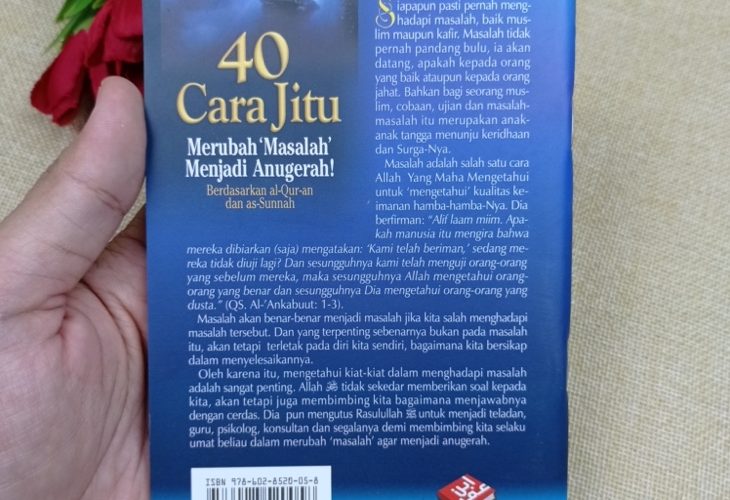 40
Cara Jitu
Merubah 'Masalah'
Menjadi Anugerah!
Berdasarkan al-Qur-an
dan as-Sunnah
Siapapun pasti pernah meng-
hadapi masalah, baik mus-
lim maupun kafir. Masalah tidak
pernah pandang bulu, ia akan
datang, apakah kepada orang
yang baik ataupun kepada orang
jahat. Bahkan bagi seorang mus-
lim, cobaan, ujian dan masalah-
masalah itu merupakan anak-
anak tangga menunju keridhaan
dan Surga-Nya.
Masalah adalah salah satu cara
Allah Yang Maha Mengetahui
untuk 'mengetahui' kualitas ke-
imanan hamba-hamba-Nya. Dia
berfirman: "Alif laam miim. Apa-
kah manusia itu mengira bahwa
mereka dibiarkan (saja) mengatakan: 'Kami telah beriman,' sedang me-
reka tidak diuji lagi? Dan sesungguhnya kami telah menguji orang-orang
yang sebelum mereka, maka sesungguhnya Allah mengetahui orang-
orang yang benar dan sesungguhnya Dia mengetahui orang-orang yang
dusta." (QS. Al-'Ankabuut: 1-3).
Masalah akan benar-benar menjadi masalah jika kita salah menghadapi
masalah tersebut. Dan yang terpenting sebenarnya bukan pada masalah
itu, akan tetapi terletak pada diri kita sendiri, bagaimana kita bersikap
dalam menyelesaikannya.
Oleh karena itu, mengetahui kiat-kiat dalam menghadapi masalah
adalah sangat penting. Allah ﷻ tidak sekedar memberikan soal kepada
kita, akan tetapi juga membimbing kita bagaimana menjawabnya
dengan cerdas. Dia pun mengutus Rasulullah ﷺ untuk menjadi teladan,
guru, psikolog, konsultan dan segalanya demi membimbing kita selaku
umat beliau dalam merubah 'masalah' agar menjadi anugerah.
ISBN 978-602-8520-05-8